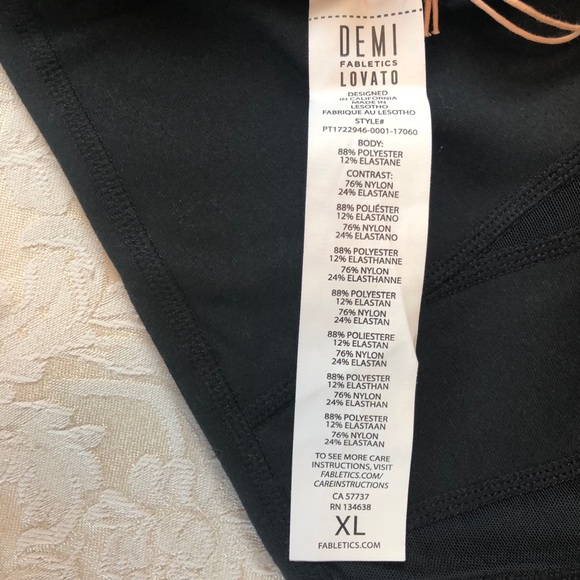 DEMI
FABLETICS
LOVATO
DESIGNED
IN CALIFORNIA
MADE IN
LESOTHO
FABRIQUE AU LESOTHO
STYLE#
PT1722946-0001-17060
BODY:
88% POLYESTER
12% ELASTANE
CONTRAST:
76% NYLON
24% ELASTANE
88% POLIÉSTER
12% ELASTANO
76% NYLON
24% ELASTANO
88% POLYESTER
12% ELASTHANNE
76% NYLON
24% ELASTHANNE
88% POLYESTER
12% ELASTAN
76% NYLON
24% ELASTAN
88% POLIESTERE
12% ELASTAN
76% NYLON
24% ELASTAN
88% POLYESTER
12% ELASTHAN
76% NYLON
24% ELASTHAN
88% POLYESTER
12% ELASTAAN
76% NYLON
24% ELASTAAN
TO SEE MORE CARE
INSTRUCTIONS, VISIT
FABLETICS.COM/
CAREINSTRUCTIONS
CA 57737
RN 134638
XL
FABLETICS.COM